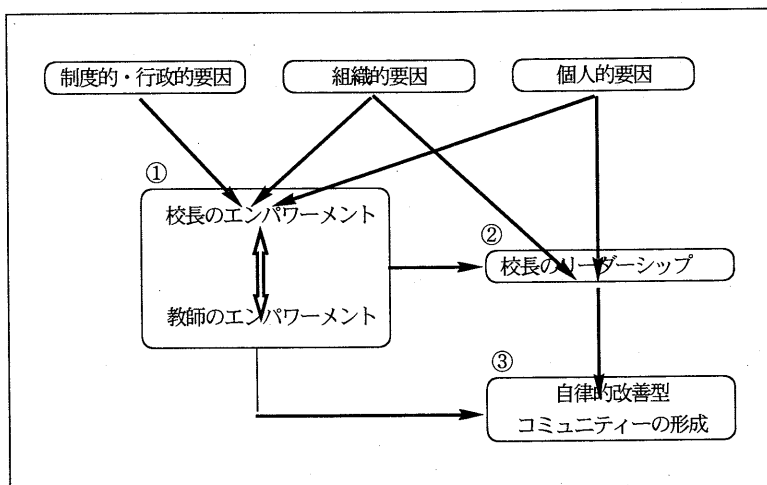 制度的・行政的要因
組織的要因
個人的要因
①
校長のエンパワーメント
教師のエンパワーメント
②
校長のリーダーシップ
③
自律的改善型
コミュニティーの形成